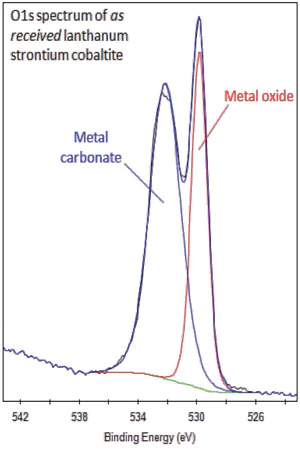 O1s spectrum of as
received lanthanum
strontium cobaltite
Metal oxide
Metal
carbonate
542 538 534 530 526
Binding Energy (eV)